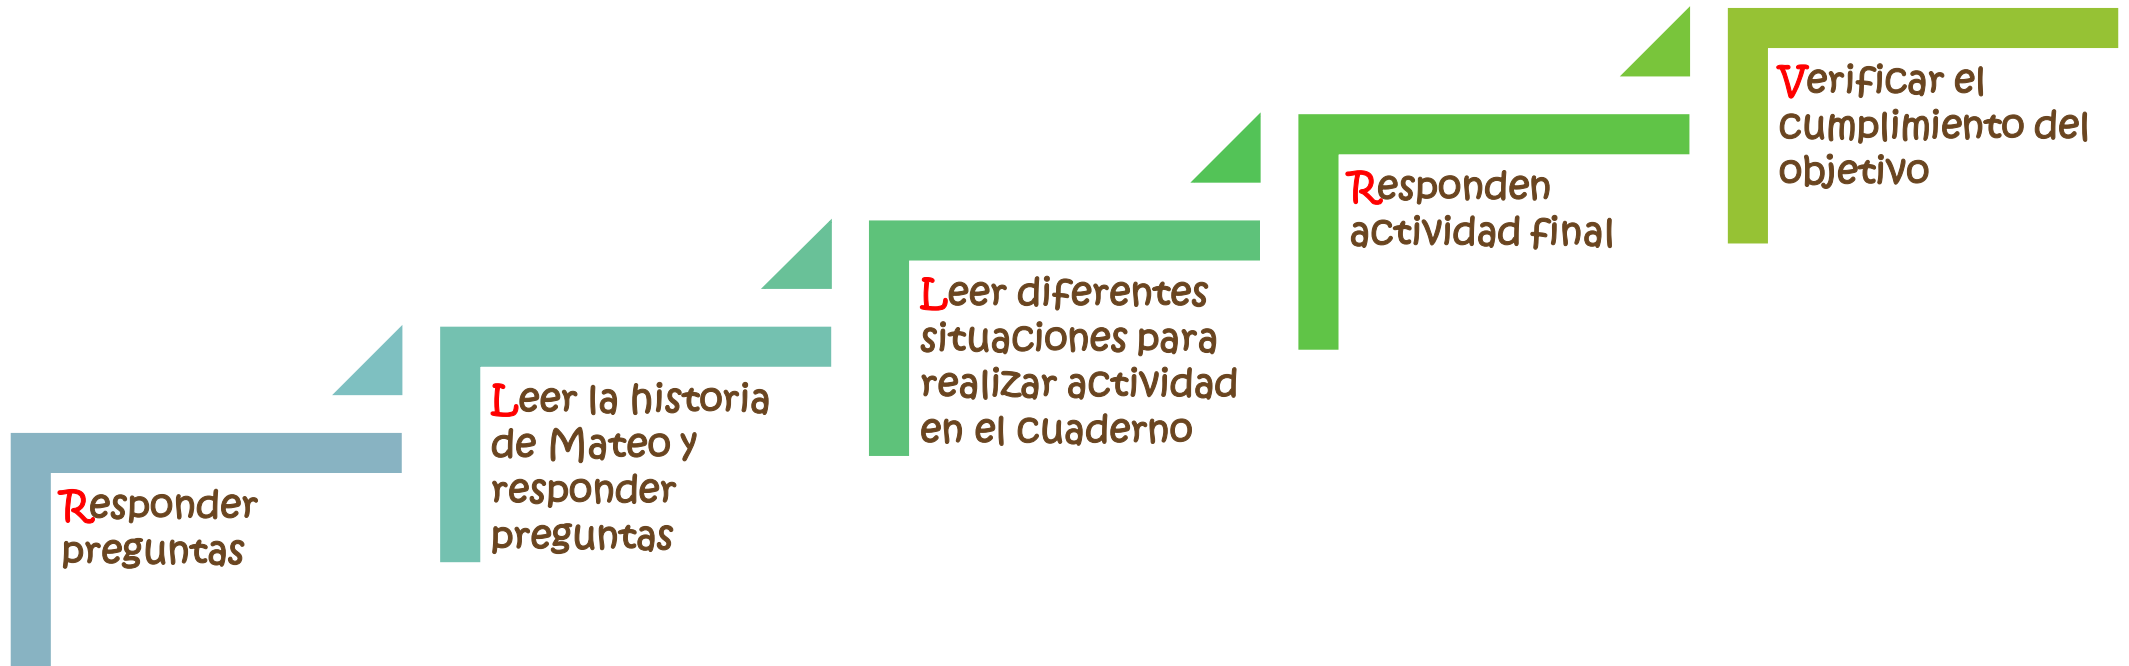 Responder
preguntas
Leer la historia
de Mateo y
responder
preguntas
Leer diferentes
situaciones para
realizar actividad
en el cuaderno
Responden
actividad final
Verificar el
cumplimiento del
objetivo